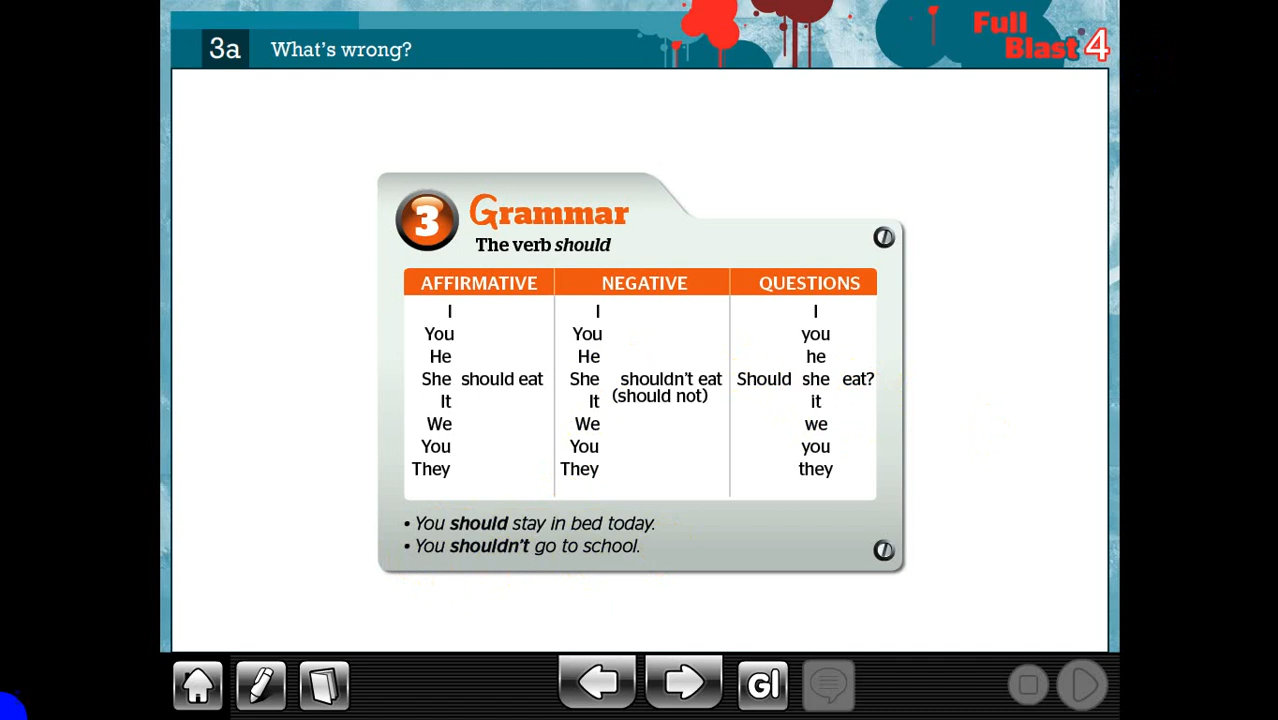 3a What's wrong?
Full
Blast 4
3 Grammar
The verb should
AFFIRMATIVE NEGATIVE QUESTIONS
I I I
You You you
He He he
She should eat She shouldn't eat Should she eat?
(should not)
It It it
We We we
You You you
They They they
• You should stay in bed today.
• You shouldn't go to school.
Gl